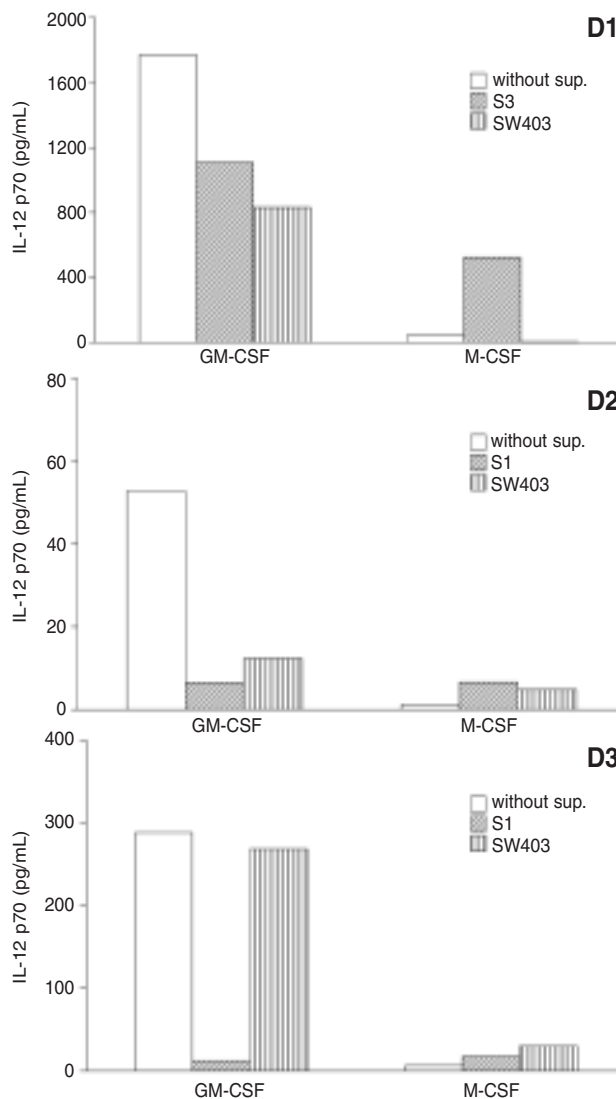 D1
2000
1600
1200
800
400
0
IL-12 p70 (pg/mL)
without sup.
S3
SW403
GM-CSF M-CSF
D2
80
60
40
20
0
IL-12 p70 (pg/mL)
without sup.
S1
SW403
GM-CSF M-CSF
D3
400
300
200
100
0
IL-12 p70 (pg/mL)
without sup.
S1
SW403
GM-CSF M-CSF